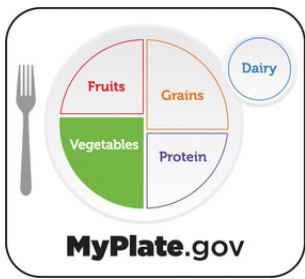 Fruits
Grains
Dairy
Vegetables
Protein
MyPlate.gov